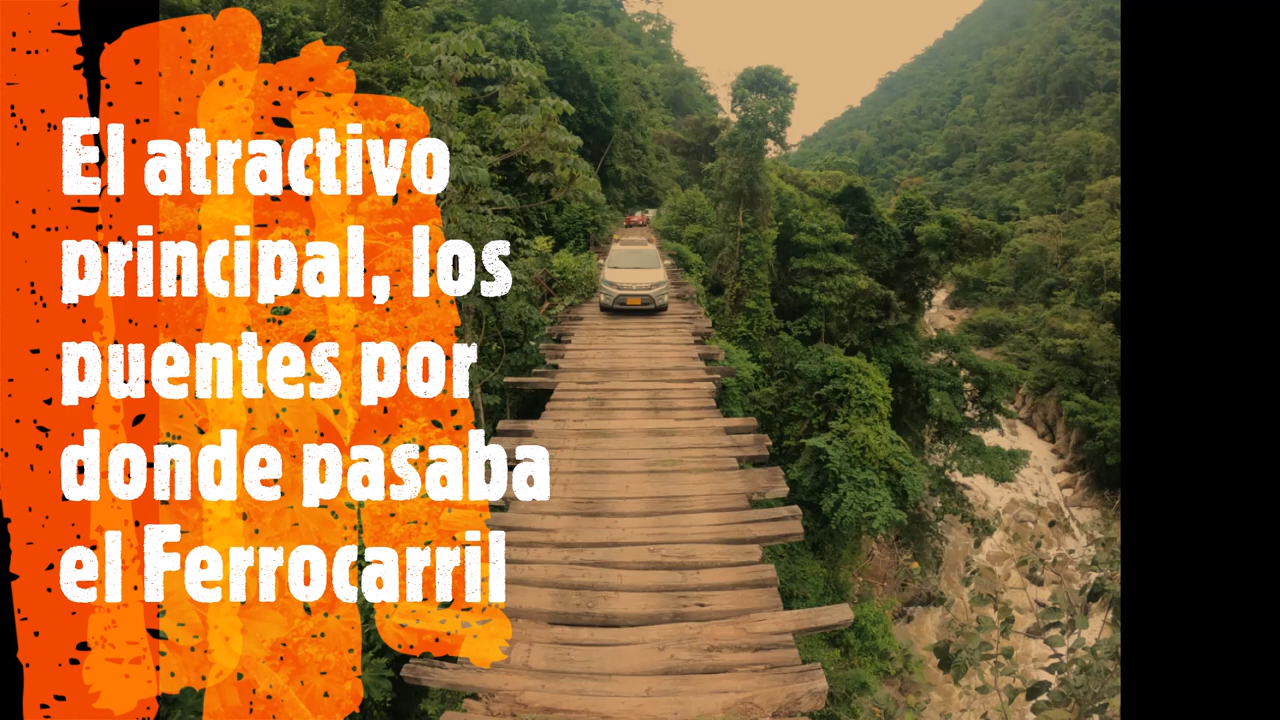 El atractivo
principal, los
puentes por
donde pasaba
el Ferrocarril